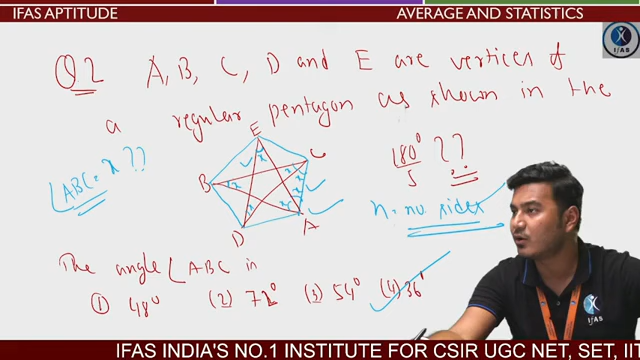 IFAS APTITUDE
AVERAGE AND STATISTICS
IFAS
Q2 A, B, C, D and E are vertices of
a regular pentagon as shown in the
∠ABC = x ??
E
C
B
D
A
x
x
x
x
x
x
x
180°/5 ??
n = no. sides
The angle ∠ABC in
(1) 48° (2) 72° (3) 54° (4) 36°
IFAS INDIA'S NO.1 INSTITUTE FOR CSIR UGC NET, SET, IIT